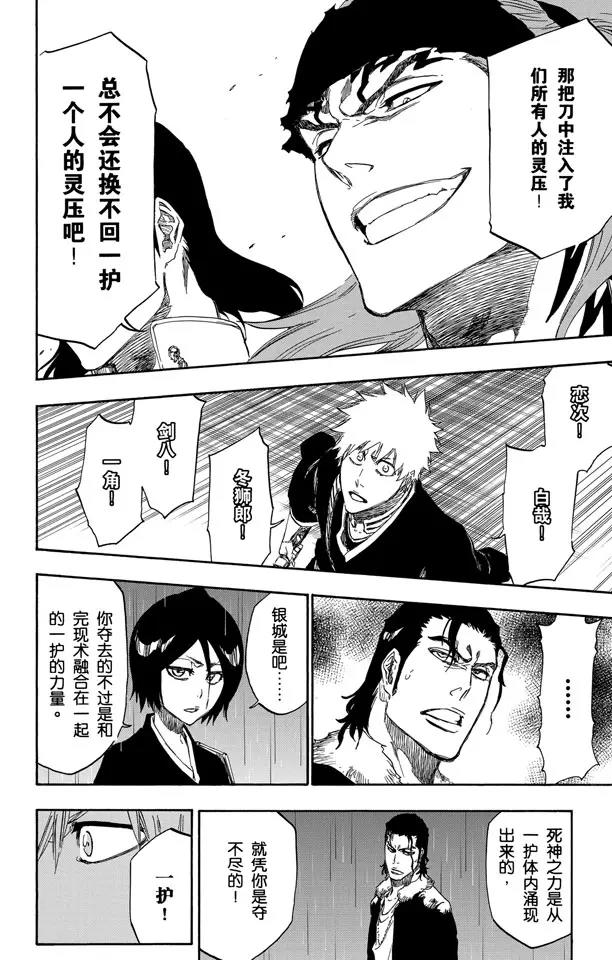 那把刀中注入了我
们所有人的灵压！
总不会还换不回一护
一个人的灵压吧！
恋次！
白哉！
冬狮郎！
剑八！
一角！
……
银城是吧……
你夺去的不过是和
完现术融合在一起
的一护的力量。
死神之力是从
一护体内涌现
出来的，
就凭你是夺
不尽的！
一护！